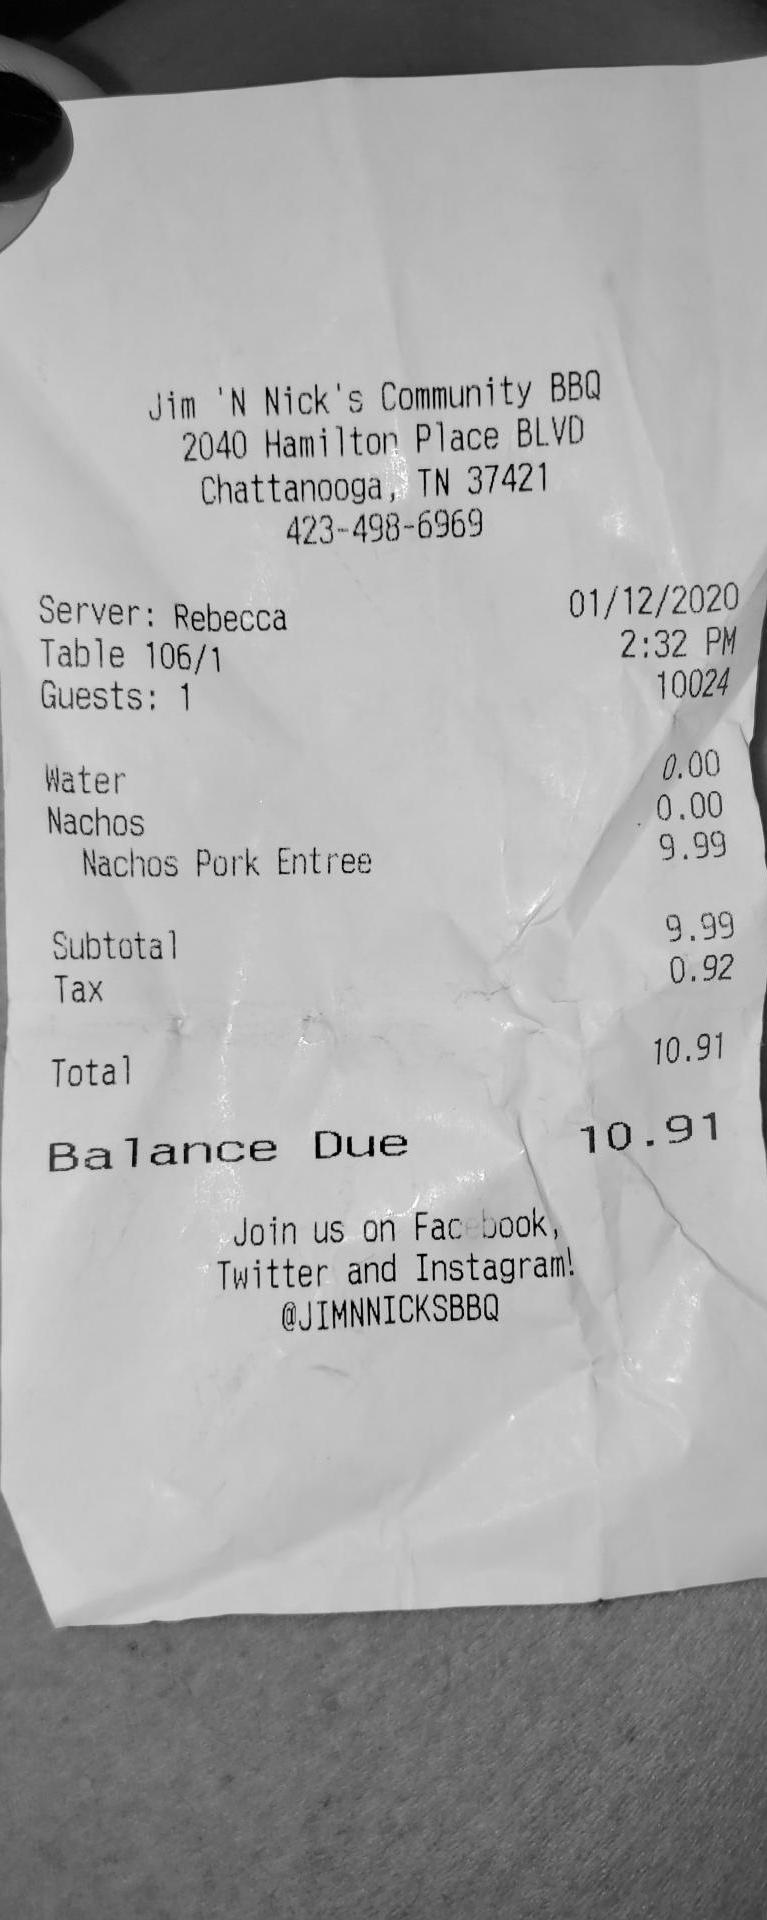 Jim 'N Nick's Community BBQ
2040 Hamilton Place BLVD
Chattanooga, TN 37421
423-498-6969
Server: Rebecca 01/12/2020
Table 106/1 2:32 PM
Guests: 1 10024
Water 0.00
Nachos 0.00
Nachos Pork Entree 9.99
Subtotal 9.99
Tax 0.92
Total 10.91
Balance Due 10.91
Join us on Facebook,
Twitter and Instagram!
@JIMNNICKSBBQ